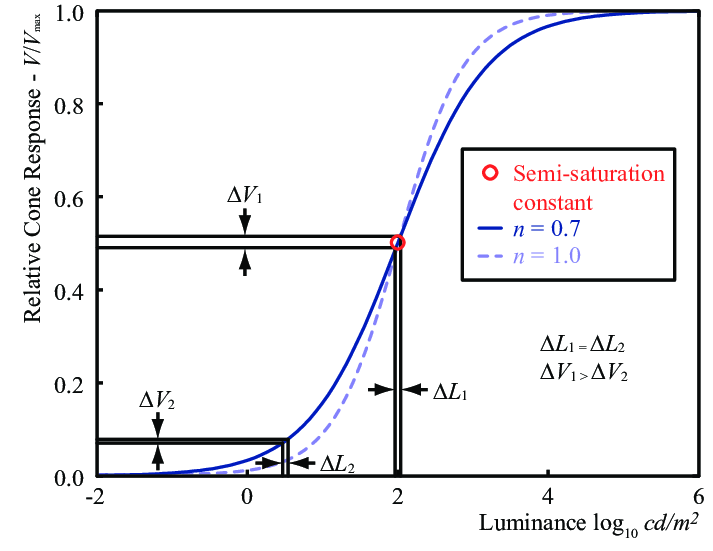 Relative Cone Response - V/Vmax
1.0
0.8
0.6
0.4
0.2
0.0
-2
0
2
4
6
Luminance log10 cd/m2
ΔV1
ΔV2
ΔL1
ΔL2
Semi-saturation
constant
n = 0.7
n = 1.0
ΔL1 = ΔL2
ΔV1 > ΔV2